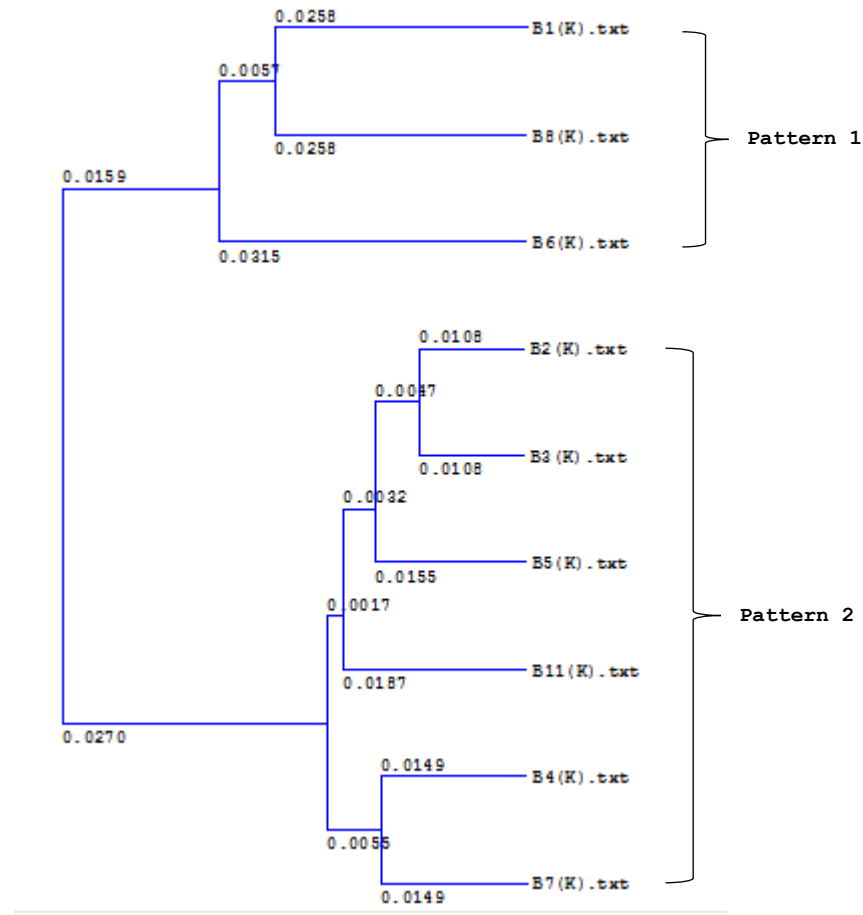 0.0258
B1(K).txt
0.0057
B8(K).txt
Pattern 1
0.0258
0.0159
B6(K).txt
0.0315
0.0108
B2(K).txt
0.0047
B3(K).txt
0.0108
0.0032
B5(K).txt
0.0155
0.0017
Pattern 2
B11(K).txt
0.0187
0.0270
0.0149
B4(K).txt
0.0055
B7(K).txt
0.0149